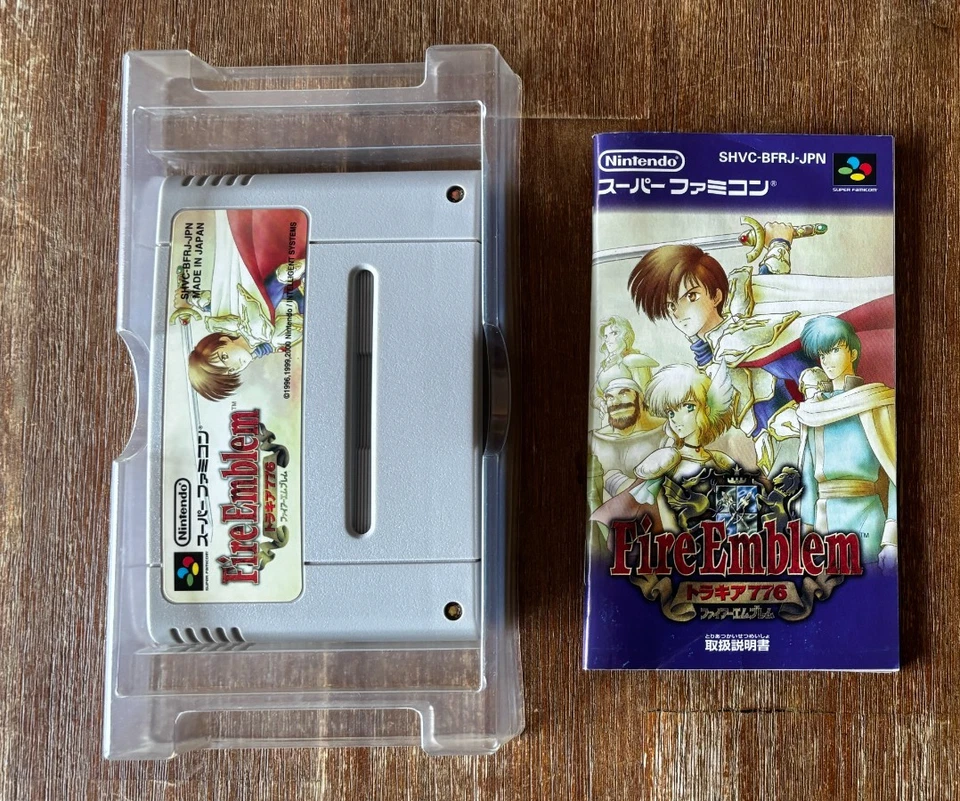 SHVC-BFRJ-JPN
MADE IN JAPAN
©1996,1999,2000 Nintendo / INTELLIGENT SYSTEMS
Nintendo®
スーパーファミコン®
SUPER FAMICOM
FireEmblem™
トラキア776
ファイアーエムブレム
Nintendo®
SHVC-BFRJ-JPN
スーパーファミコン®
SUPER FAMICOM
FireEmblem™
トラキア776
ファイアーエムブレム
とりあつかいせつめいしょ
取扱説明書